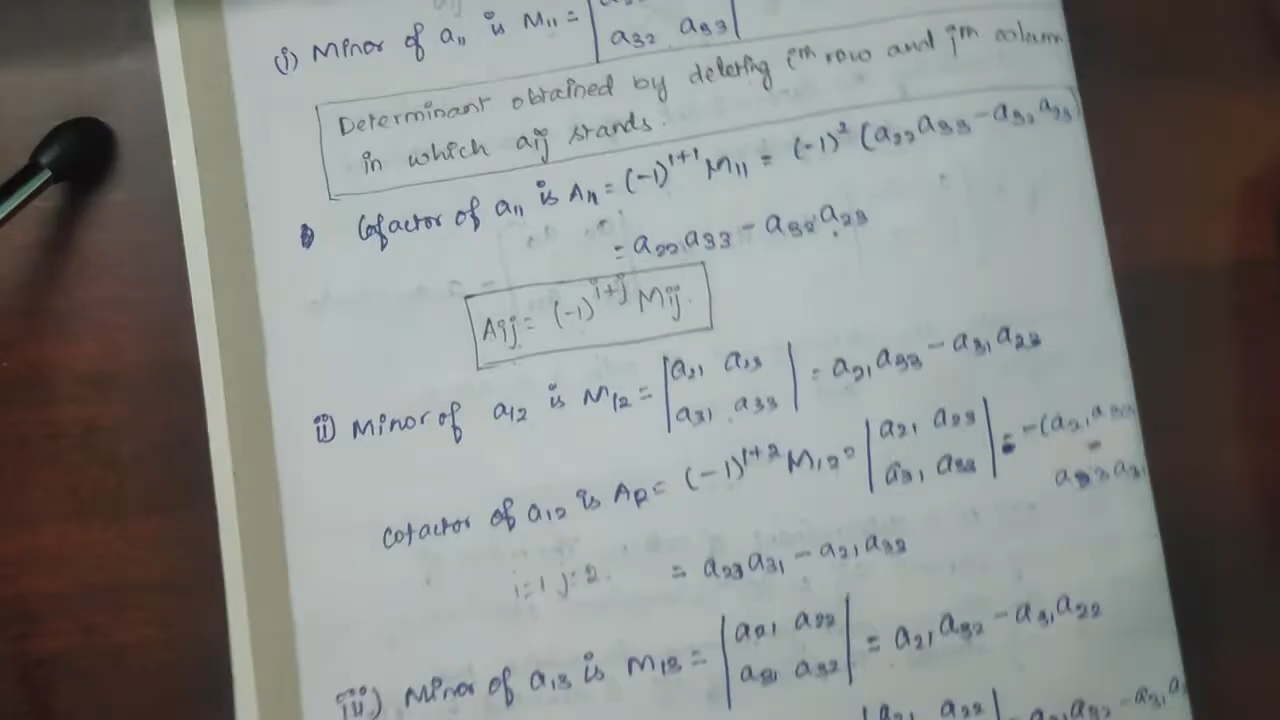 (i) Minor of a₁₁ is M₁₁ = | a₃₂ a₃₃ |
Determinant obtained by deleting iᵗʰ row and jᵗʰ column
in which aij stands.
Cofactor of a₁₁ is A₁₁ = (-1)¹⁺¹ M₁₁ = (-1)² (a₂₂a₃₃ - a₃₂a₂₃)
= a₂₂a₃₃ - a₃₂a₂₃
Aij = (-1)ⁱ⁺ʲ Mij
ii) Minor of a₁₂ is M₁₂ = | a₂₁ a₂₃ | = a₂₁a₃₃ - a₃₁a₂₃
| a₃₁ a₃₃ |
cofactor of a₁₂ is A₁₂ = (-1)¹⁺² M₁₂ = | a₂₁ a₂₃ | = -(a₂₁a₃₃
| a₃₁ a₃₃ | -
i=1 j=2 = a₂₃a₃₁ - a₂₁a₃₂
iii) Minor of a₁₃ is M₁₃ = | a₂₁ a₂₂ | = a₂₁a₃₂ - a₃₁a₂₂
| a₃₁ a₃₂ |
| a₂₁ a₂₂ |